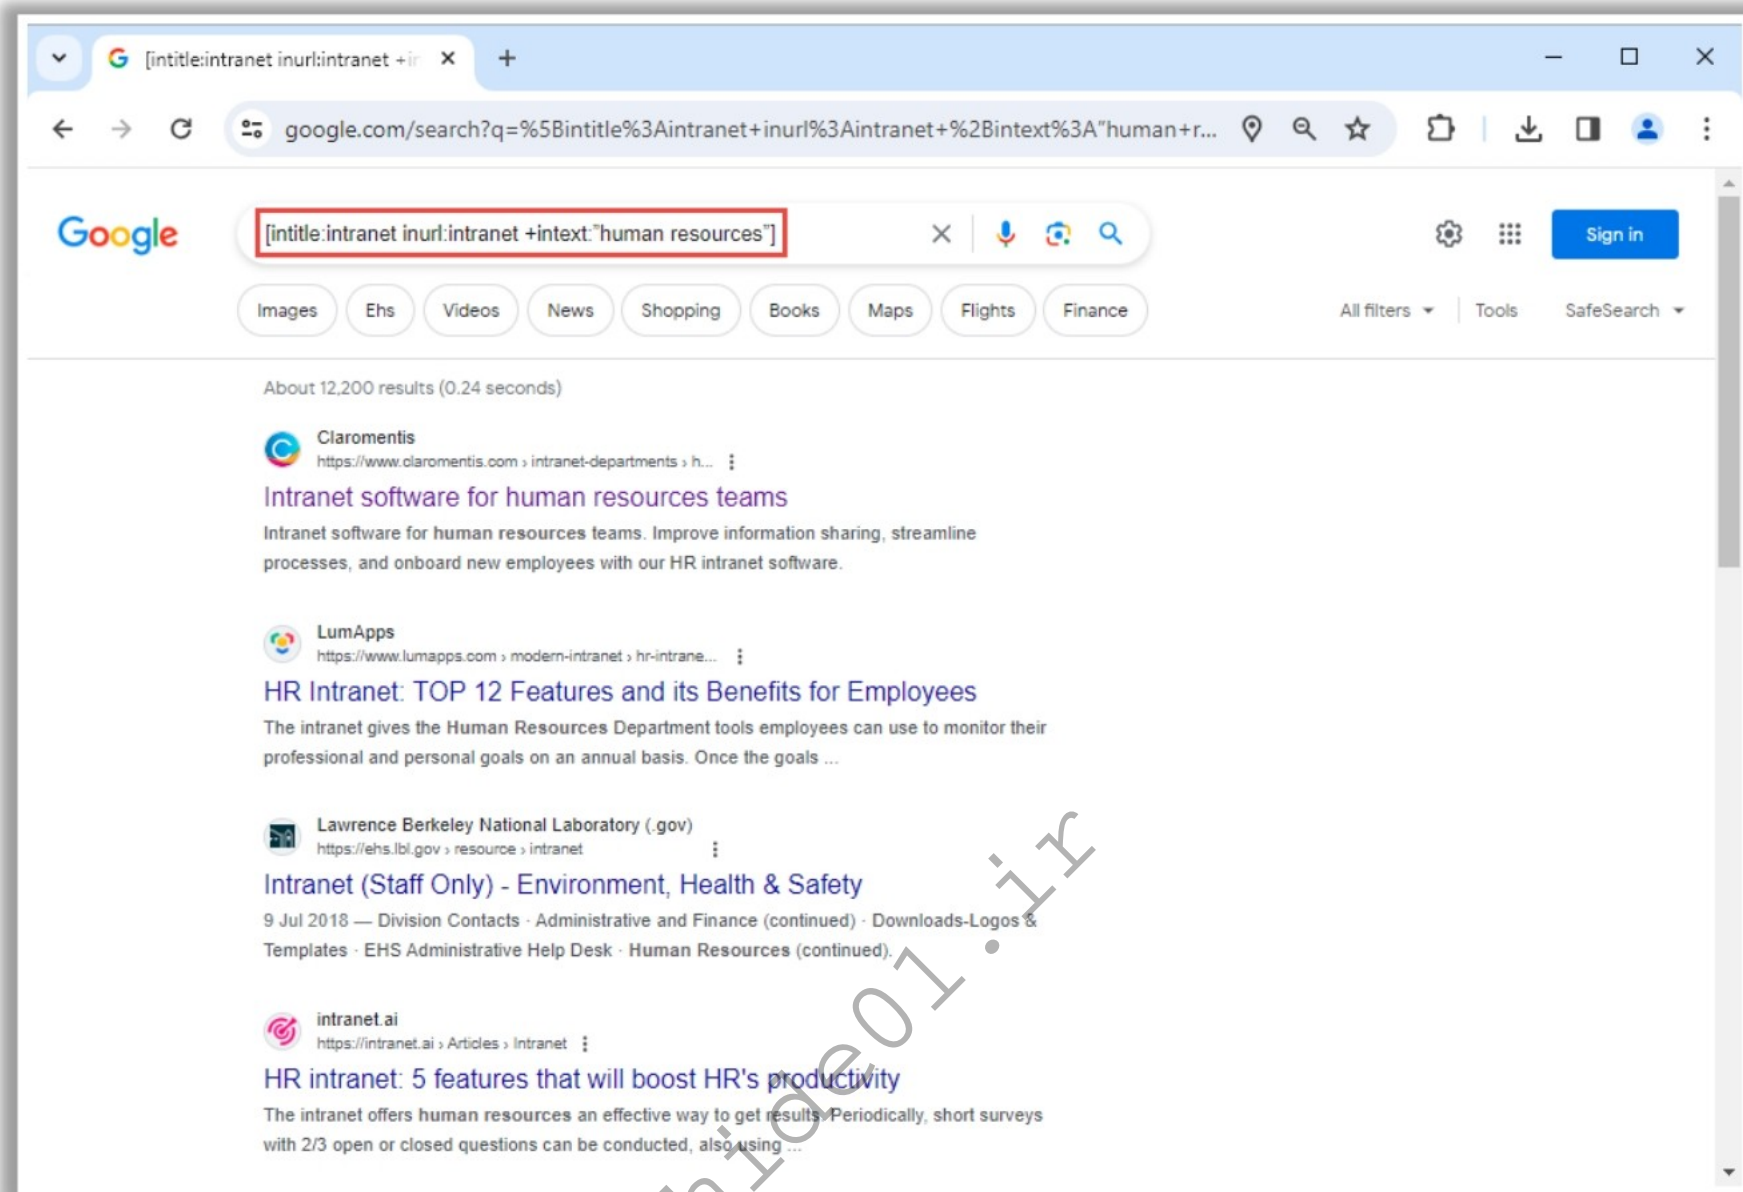 [intitle:intranet inurl:intranet +in
google.com/search?q=%5Bintitle%3Aintranet+inurl%3Aintranet+%2Bintext%3A"human+r...
Google
[intitle:intranet inurl:intranet +intext:"human resources"]
Sign in
Images Ehs Videos News Shopping Books Maps Flights Finance All filters Tools SafeSearch
About 12,200 results (0.24 seconds)
Claromentis
https://www.claromentis.com › intranet-departments › h...
Intranet software for human resources teams
Intranet software for human resources teams. Improve information sharing, streamline
processes, and onboard new employees with our HR intranet software.
LumApps
https://www.lumapps.com › modern-intranet › hr-intrane...
HR Intranet: TOP 12 Features and its Benefits for Employees
The intranet gives the Human Resources Department tools employees can use to monitor their
professional and personal goals on an annual basis. Once the goals ...
Lawrence Berkeley National Laboratory (.gov)
https://ehs.lbl.gov › resource › intranet
Intranet (Staff Only) - Environment, Health & Safety
9 Jul 2018 — Division Contacts · Administrative and Finance (continued) · Downloads-Logos &
Templates · EHS Administrative Help Desk · Human Resources (continued).
intranet.ai
https://intranet.ai › Articles › Intranet
HR intranet: 5 features that will boost HR's productivity
The intranet offers human resources an effective way to get results. Periodically, short surveys
with 2/3 open or closed questions can be conducted, also using ...
hide01.ir